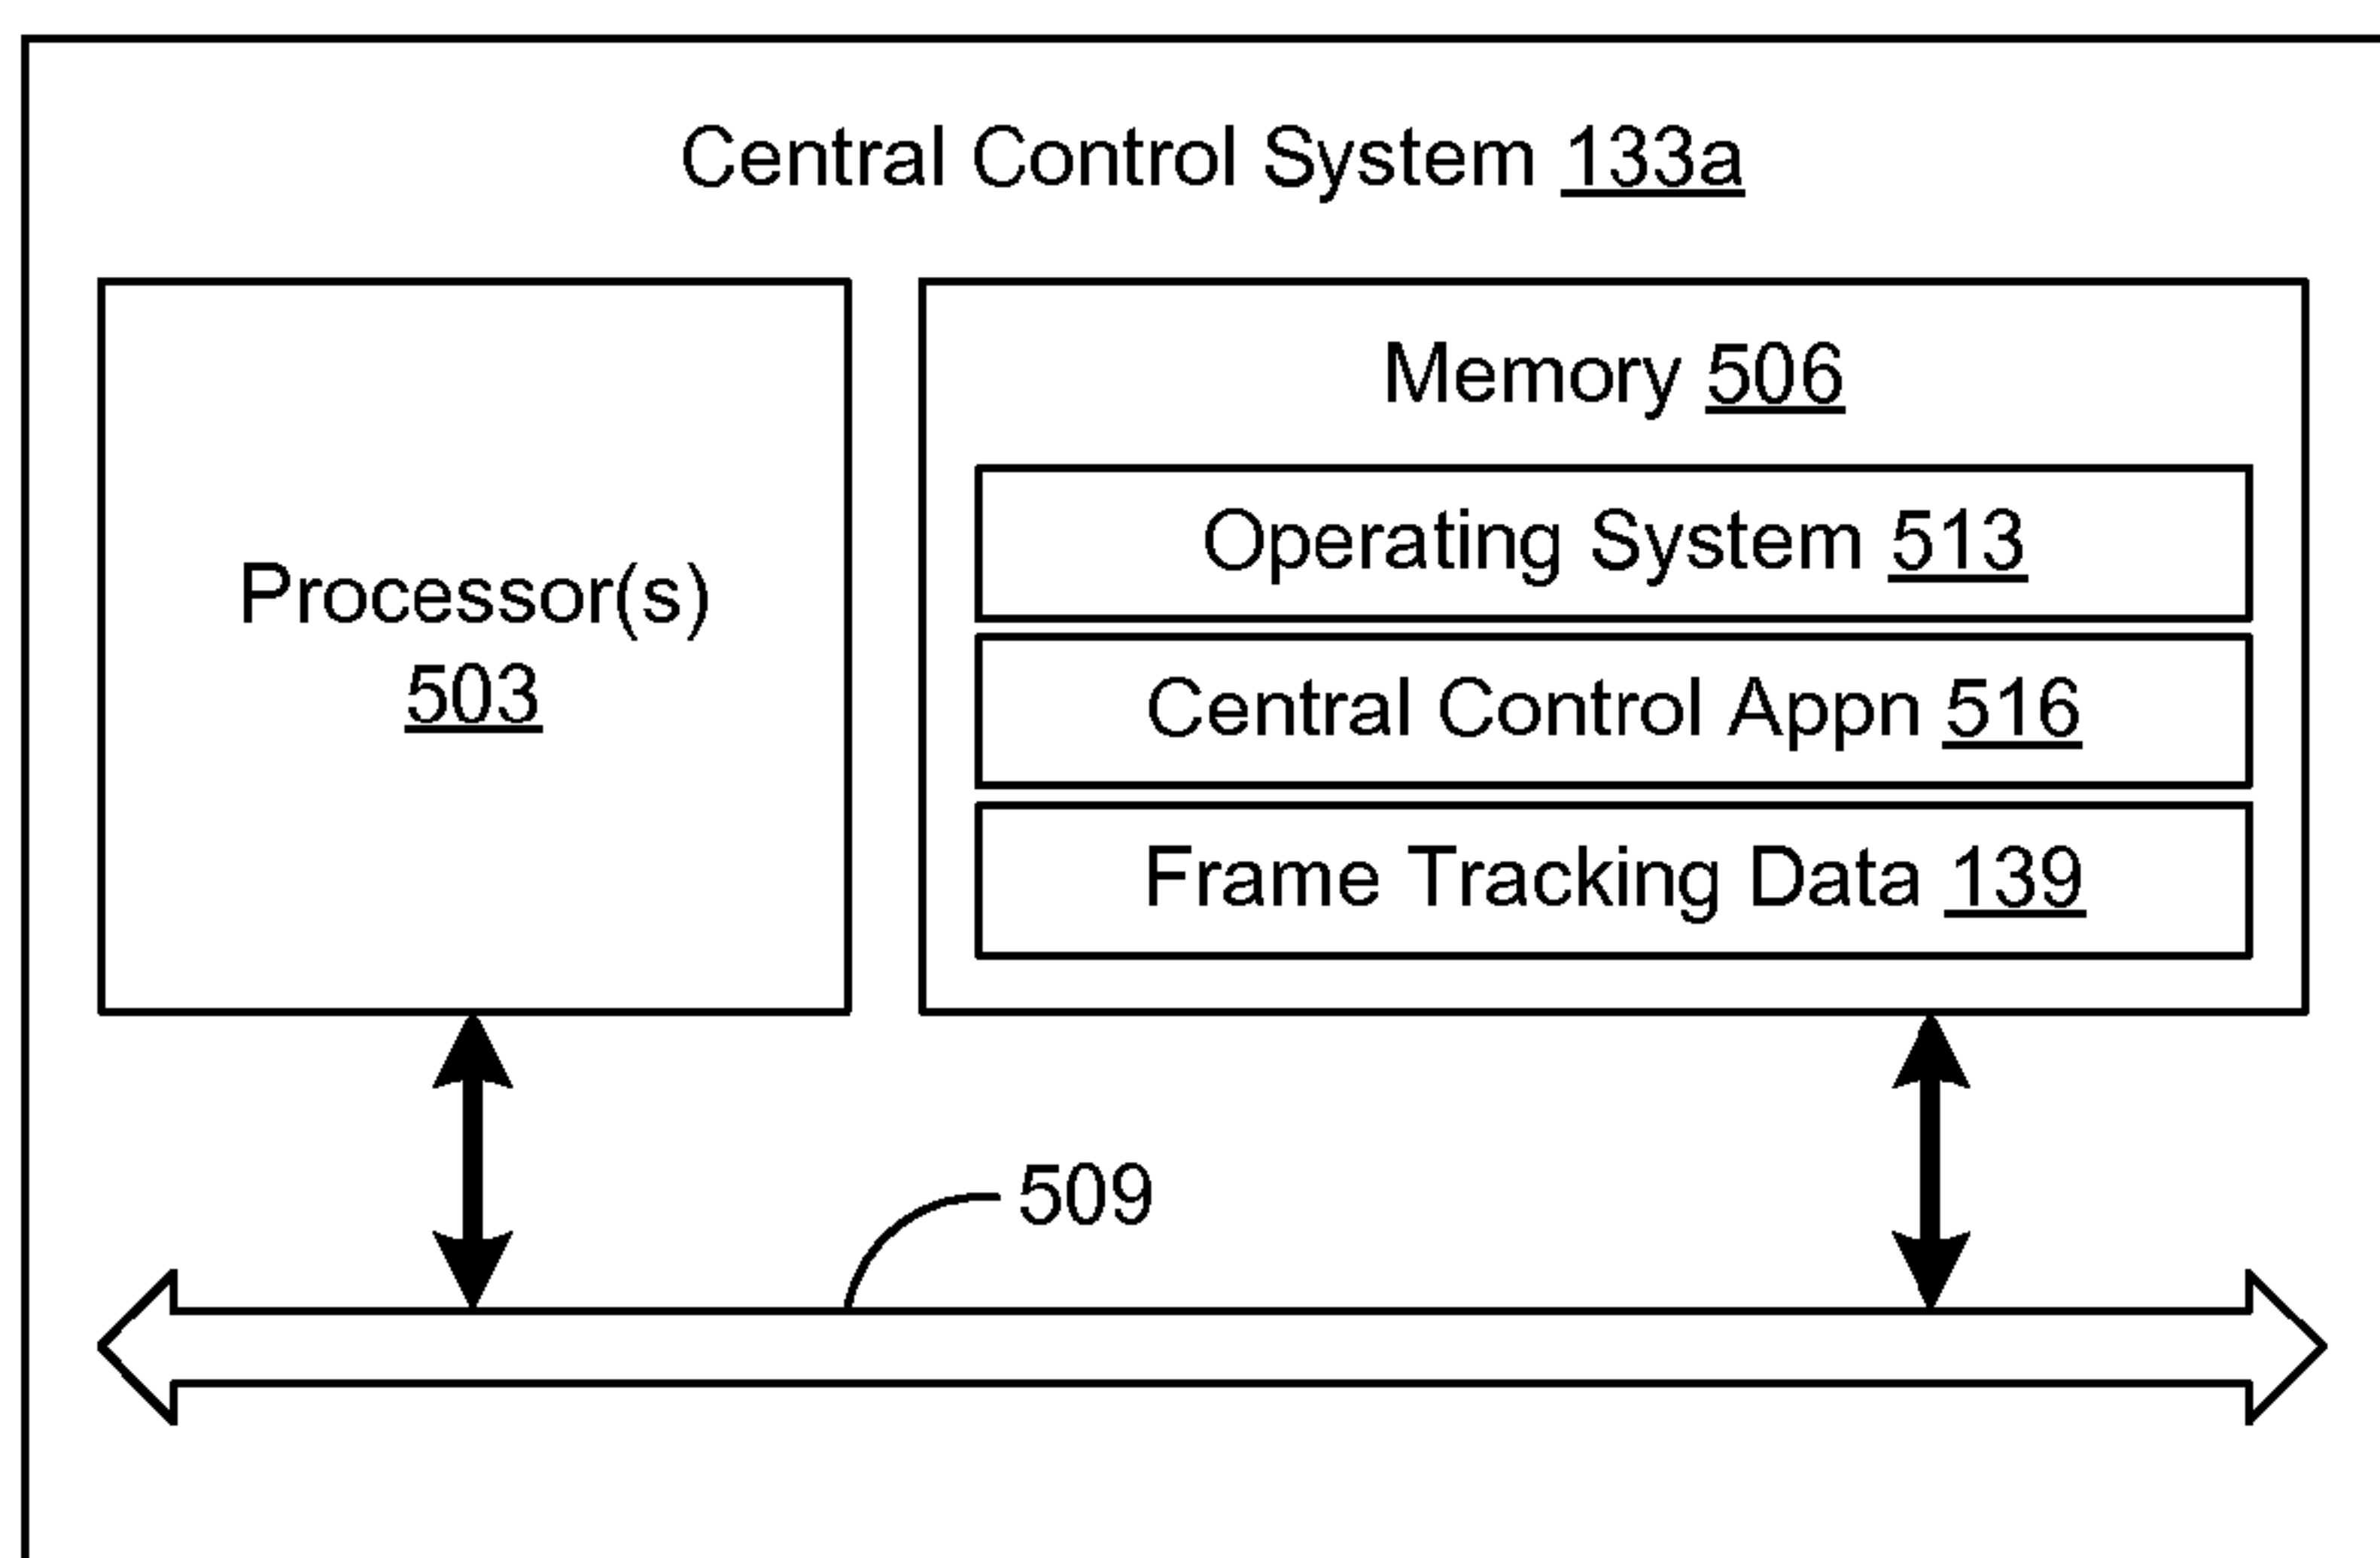 Central Control System 133a
Processor(s)
503
Memory 506
Operating System 513
Central Control Appn 516
Frame Tracking Data 139
509